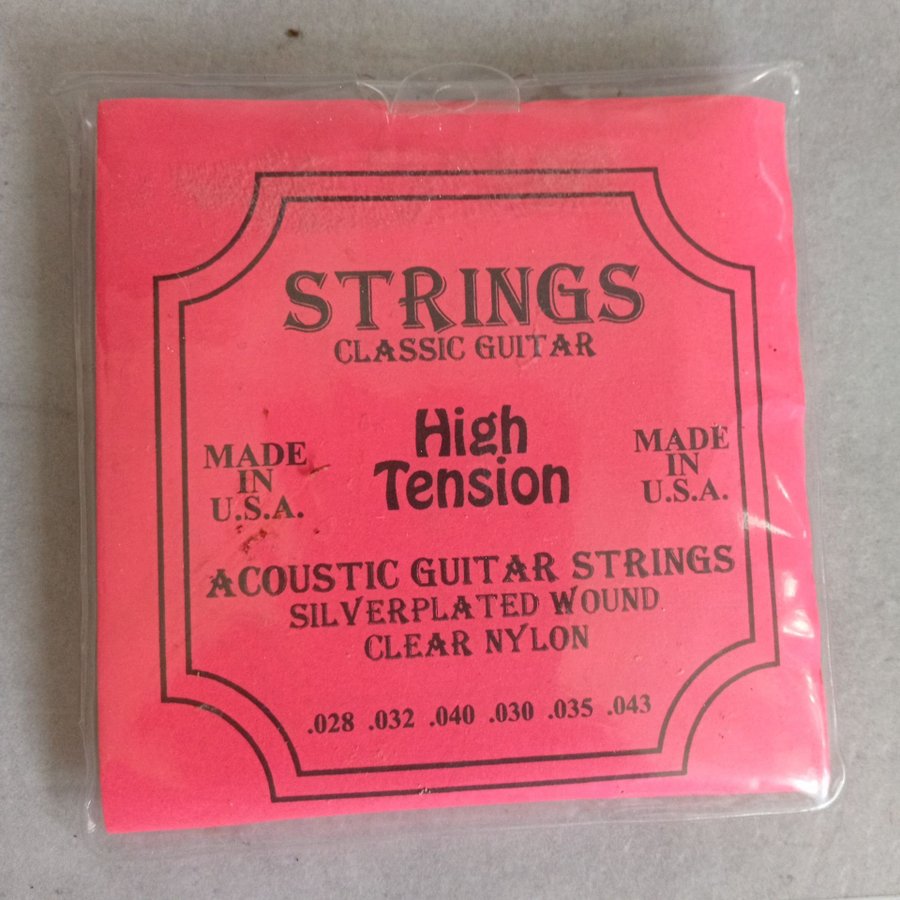 STRINGS
CLASSIC GUITAR
High
Tension
MADE
IN
U.S.A.
MADE
IN
U.S.A.
ACOUSTIC GUITAR STRINGS
SILVERPLATED WOUND
CLEAR NYLON
.028 .032 .040 .030 .035 .043